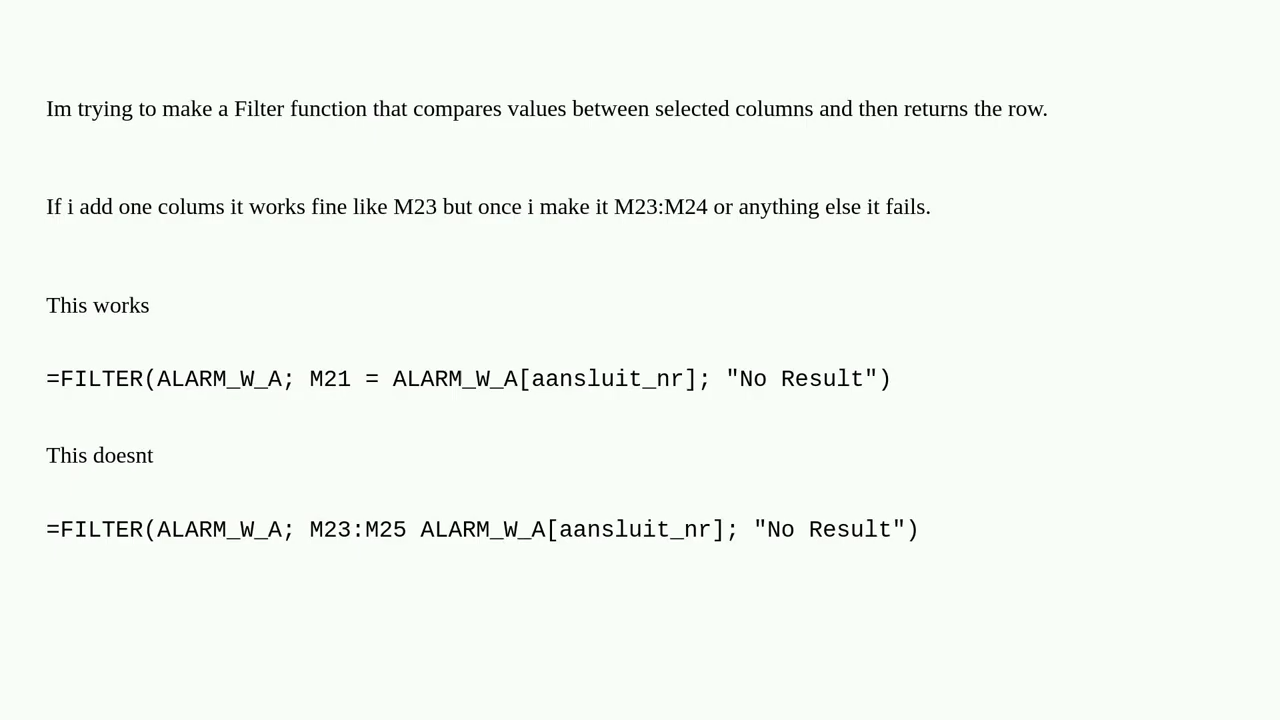 Im trying to make a Filter function that compares values between selected columns and then returns the row.
If i add one colums it works fine like M23 but once i make it M23:M24 or anything else it fails.
This works
=FILTER(ALARM_W_A; M21 = ALARM_W_A[aansluit_nr]; "No Result")
This doesnt
=FILTER(ALARM_W_A; M23:M25 ALARM_W_A[aansluit_nr]; "No Result")